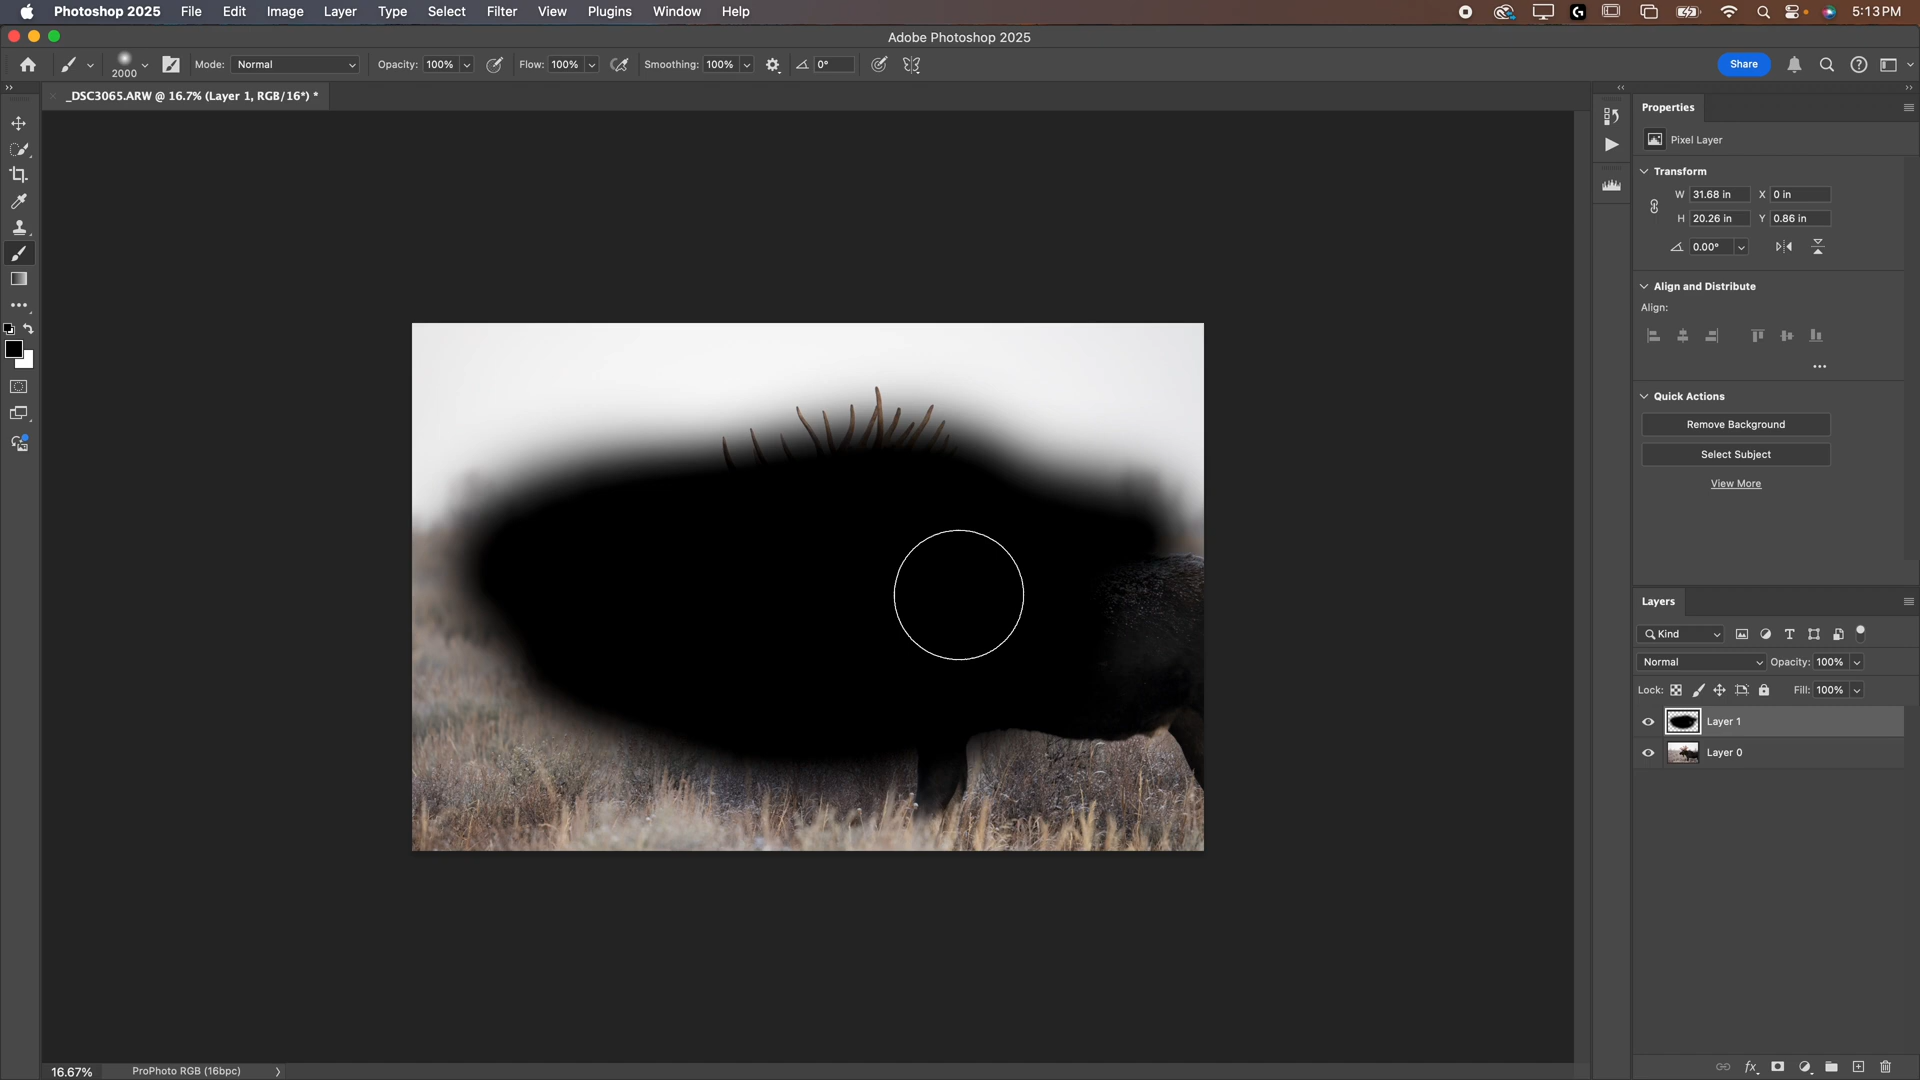 Photoshop 2025 File Edit Image Layer Type Select Filter View Plugins Window Help 5:13 PM
Adobe Photoshop 2025
2000 Mode: Normal Opacity: 100% Flow: 100% Smoothing: 100% 0° Share
_DSC3065.ARW @ 16.7% (Layer 1, RGB/16*) *
Properties
Pixel Layer
Transform
W 31.68 in X 0 in
H 20.26 in Y 0.86 in
0.00°
Align and Distribute
Align:
Quick Actions
Remove Background
Select Subject
View More
Layers
Kind
Normal Opacity: 100%
Lock: Fill: 100%
Layer 1
Layer 0
fx
16.67% ProPhoto RGB (16bpc)